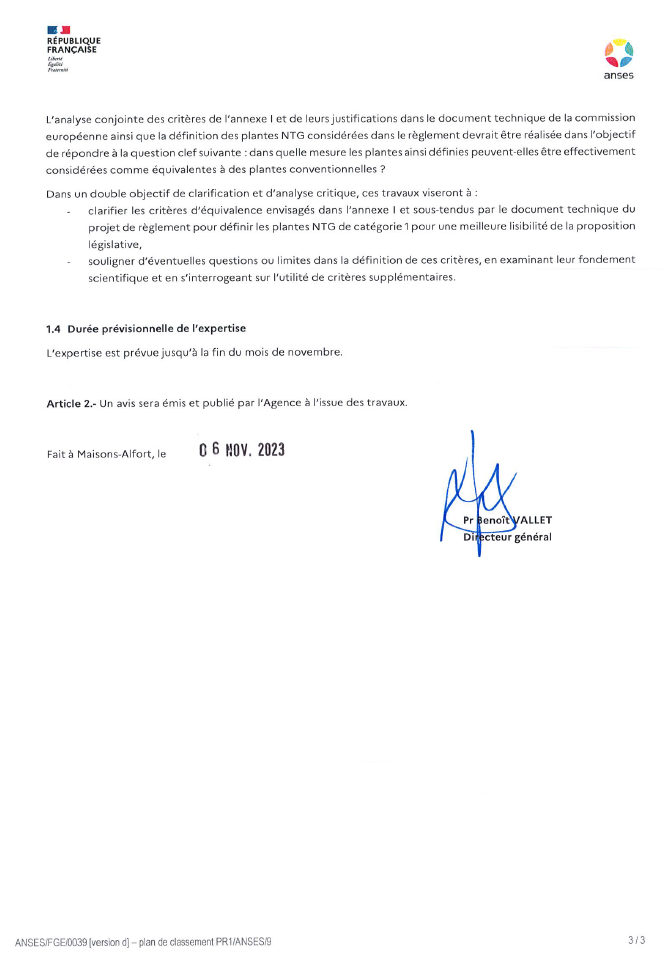 RÉPUBLIQUE
FRANÇAISE
Liberté
Égalité
Fraternité
anses
L'analyse conjointe des critères de l'annexe I et de leurs justifications dans le document technique de la commission
européenne ainsi que la définition des plantes NTG considérées dans le règlement devrait être réalisée dans l'objectif
de répondre à la question clef suivante : dans quelle mesure les plantes ainsi définies peuvent-elles être effectivement
considérées comme équivalentes à des plantes conventionnelles ?
Dans un double objectif de clarification et d'analyse critique, ces travaux viseront à :
- clarifier les critères d'équivalence envisagés dans l'annexe I et sous-tendus par le document technique du
projet de règlement pour définir les plantes NTG de catégorie 1 pour une meilleure lisibilité de la proposition
législative,
- souligner d'éventuelles questions ou limites dans la définition de ces critères, en examinant leur fondement
scientifique et en s'interrogeant sur l'utilité de critères supplémentaires.
1.4 Durée prévisionnelle de l'expertise
L'expertise est prévue jusqu'à la fin du mois de novembre.
Article 2.- Un avis sera émis et publié par l'Agence à l'issue des travaux.
Fait à Maisons-Alfort, le 06 NOV. 2023
Pr Benoît VALLET
Directeur général
ANSES/FGE/0039 [version d] – plan de classement PR1/ANSES/9
3 / 3